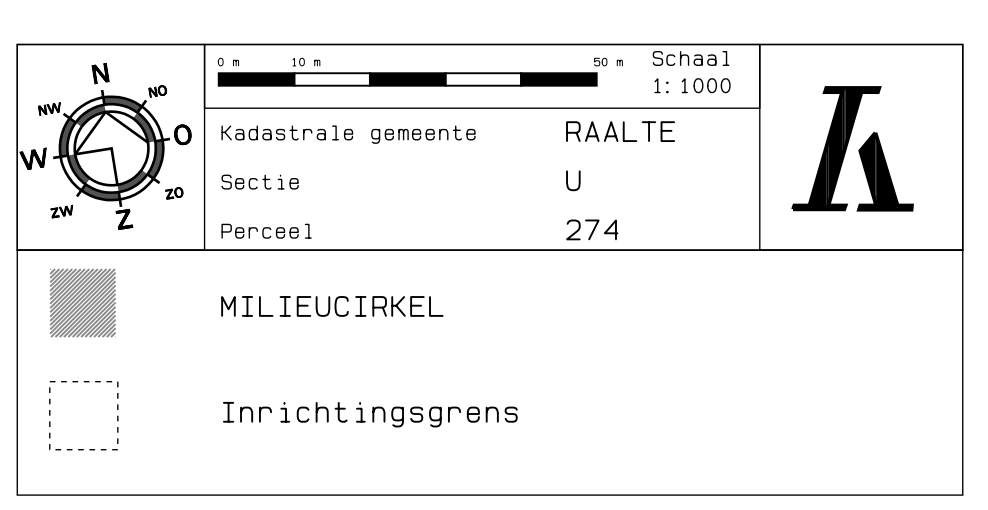 N
NO
O
ZO
Z
ZW
W
NW
0 m 10 m 50 m
Schaal
1:1000
Kadastrale gemeente RAALTE
Sectie U
Perceel 274
MILIEUCIRKEL
Inrichtingsgrens